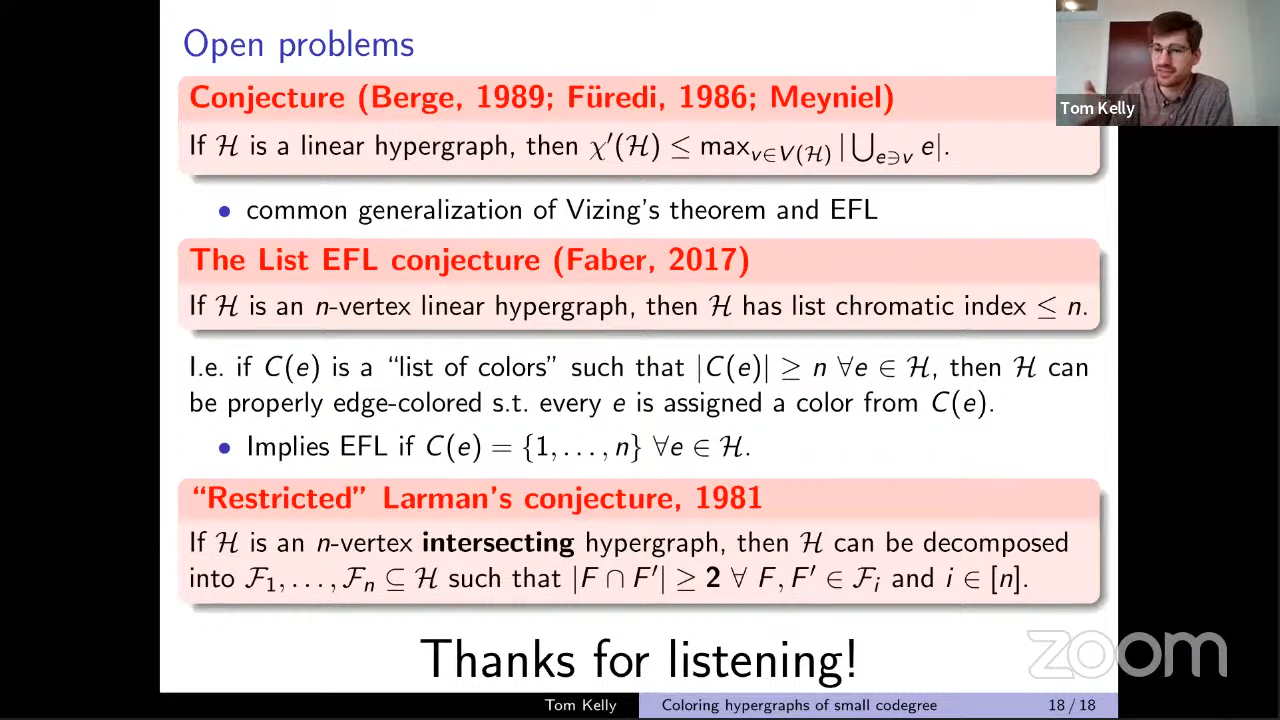 Open problems
Conjecture (Berge, 1989; Füredi, 1986; Meyniel)
If ℋ is a linear hypergraph, then χ′(ℋ) ≤ max_{v∈V(ℋ)} |⋃_{e∋v} e|.
• common generalization of Vizing's theorem and EFL
The List EFL conjecture (Faber, 2017)
If ℋ is an n-vertex linear hypergraph, then ℋ has list chromatic index ≤ n.
I.e. if C(e) is a “list of colors” such that |C(e)| ≥ n ∀e ∈ ℋ, then ℋ can
be properly edge-colored s.t. every e is assigned a color from C(e).
• Implies EFL if C(e) = {1, . . . , n} ∀e ∈ ℋ.
“Restricted” Larman's conjecture, 1981
If ℋ is an n-vertex intersecting hypergraph, then ℋ can be decomposed
into ℱ₁, . . . , ℱₙ ⊆ ℋ such that |F ∩ F′| ≥ 2 ∀ F, F′ ∈ ℱᵢ and i ∈ [n].
Thanks for listening!
Tom Kelly
Coloring hypergraphs of small codegree
18 / 18
Tom Kelly
zoom